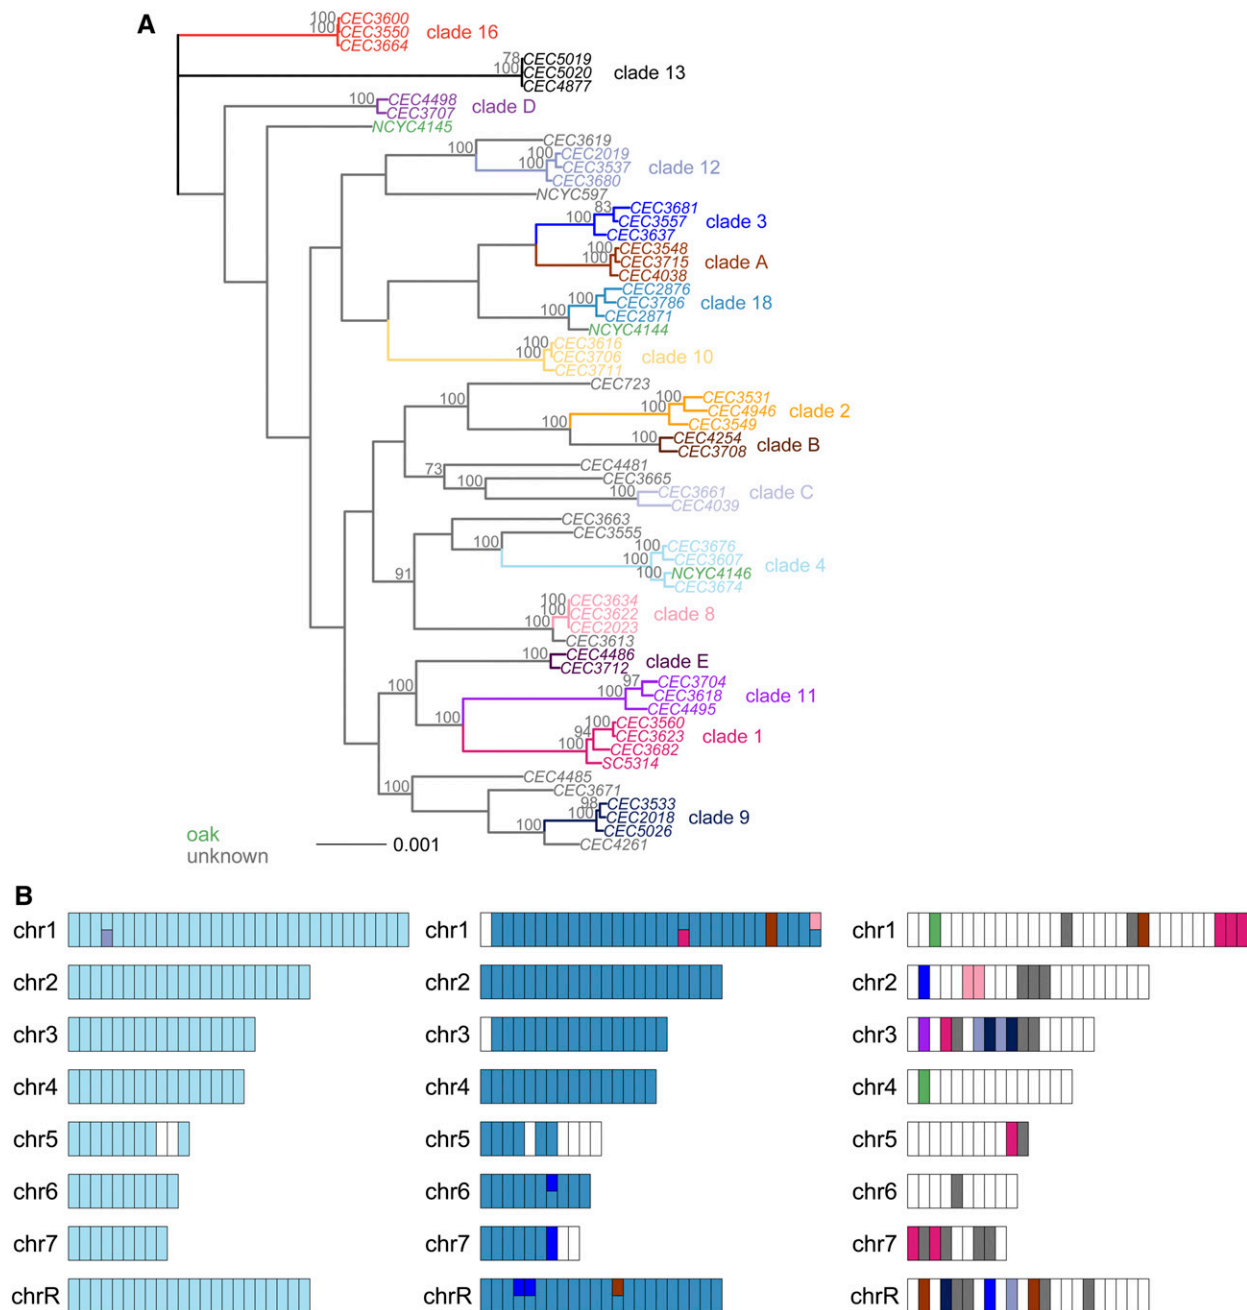 A
100 CEC3600
100 CEC3550 clade 16
CEC3664
78 CEC5019
100 CEC5020 clade 13
CEC4877
100 CEC4498 clade D
CEC3707
NCYC4145
CEC3619
100 100 CEC2019
100 CEC3537 clade 12
CEC3680
NCYC597
83 CEC3681
100 CEC3557 clade 3
CEC3637
100 CEC3548
100 CEC3715 clade A
CEC4038
CEC2876
100 CEC3786 clade 18
100 CEC2871
NCYC4144
100 CEC3616
100 CEC3706 clade 10
CEC3711
CEC723
100 100 CEC3531
100 CEC4946 clade 2
100 CEC3549
100 CEC4254 clade B
CEC3708
CEC4481
73 CEC3665
100 100 CEC3661 clade C
CEC4039
CEC3663
CEC3555
100 100 CEC3676
100 CEC3607 clade 4
91 100 NCYC4146
CEC3674
100 CEC3634
100 CEC3622 clade 8
100 CEC2023
CEC3613
100 CEC4486 clade E
CEC3712
100 97 CEC3704
100 CEC3618 clade 11
CEC4495
100 100 CEC3560
94 CEC3623 clade 1
100 CEC3682
SC5314
CEC4485
100 CEC3671
98 CEC3533
100 CEC2018 clade 9
100 CEC5026
CEC4261
oak
unknown
0.001
B
chr1 chr1 chr1
chr2 chr2 chr2
chr3 chr3 chr3
chr4 chr4 chr4
chr5 chr5 chr5
chr6 chr6 chr6
chr7 chr7 chr7
chrR chrR chrR